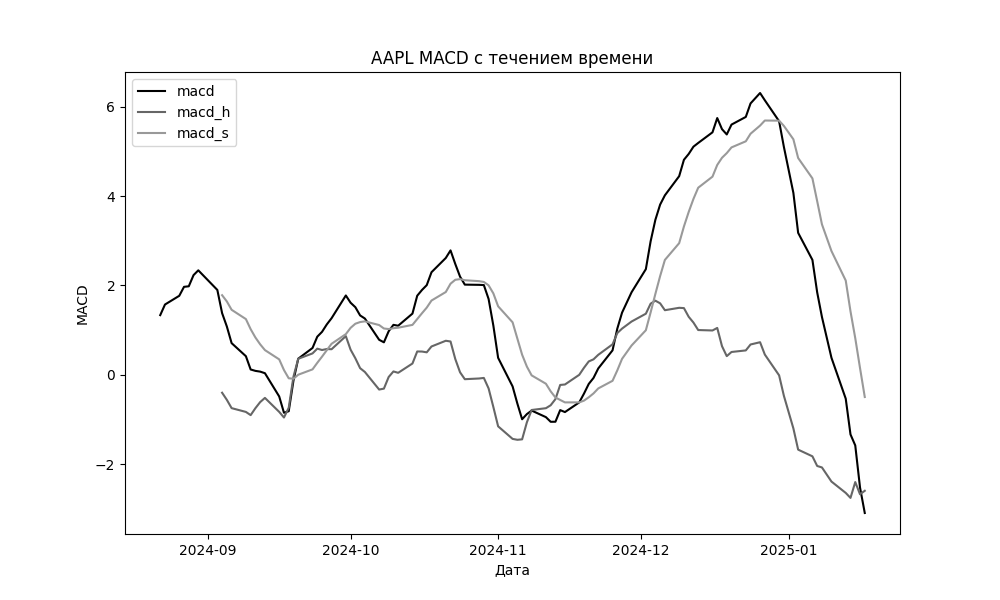 AAPL MACD с течением времени
macd
macd_h
macd_s
6
4
2
0
−2
MACD
2024-09
2024-10
2024-11
2024-12
2025-01
Дата